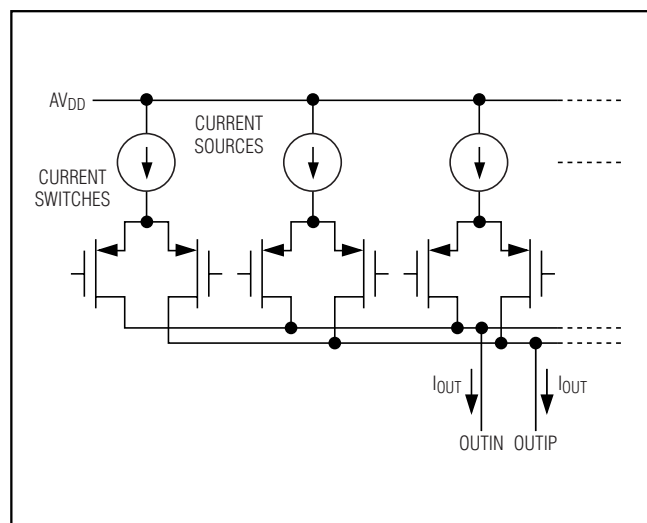 AVDD
CURRENT
SOURCES
CURRENT
SWITCHES
IOUT
IOUT
OUTIN
OUTIP